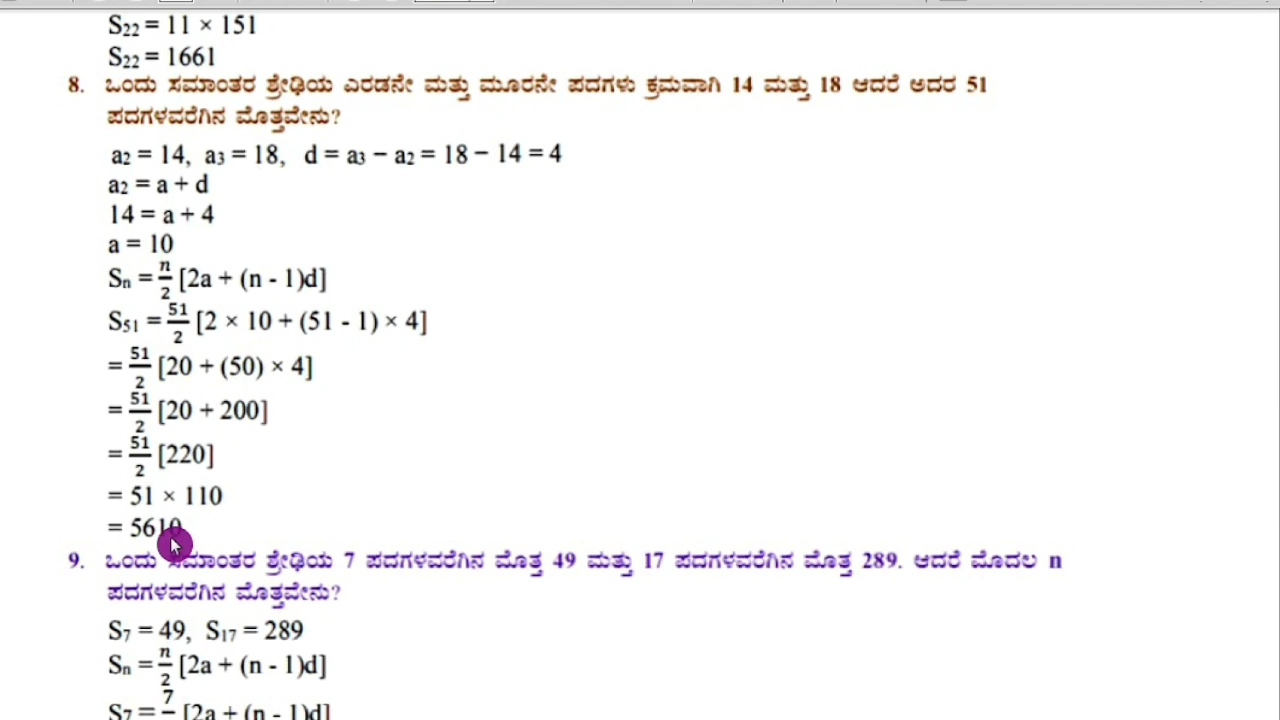 S22 = 11 × 151
S22 = 1661
8. ಒಂದು ಸಮಾಂತರ ಶ್ರೇಢಿಯ ಎರಡನೇ ಮತ್ತು ಮೂರನೇ ಪದಗಳು ಕ್ರಮವಾಗಿ 14 ಮತ್ತು 18 ಆದರೆ ಅದರ 51
ಪದಗಳವರೆಗಿನ ಮೊತ್ತವೇನು?
a2 = 14, a3 = 18, d = a3 − a2 = 18 − 14 = 4
a2 = a + d
14 = a + 4
a = 10
Sn = n/2 [2a + (n - 1)d]
S51 = 51/2 [2 × 10 + (51 - 1) × 4]
= 51/2 [20 + (50) × 4]
= 51/2 [20 + 200]
= 51/2 [220]
= 51 × 110
= 5610
9. ಒಂದು ಸಮಾಂತರ ಶ್ರೇಢಿಯ 7 ಪದಗಳವರೆಗಿನ ಮೊತ್ತ 49 ಮತ್ತು 17 ಪದಗಳವರೆಗಿನ ಮೊತ್ತ 289. ಆದರೆ ಮೊದಲ n
ಪದಗಳವರೆಗಿನ ಮೊತ್ತವೇನು?
S7 = 49, S17 = 289
Sn = n/2 [2a + (n - 1)d]
S7 = 7/ [2a + (n - 1)d]